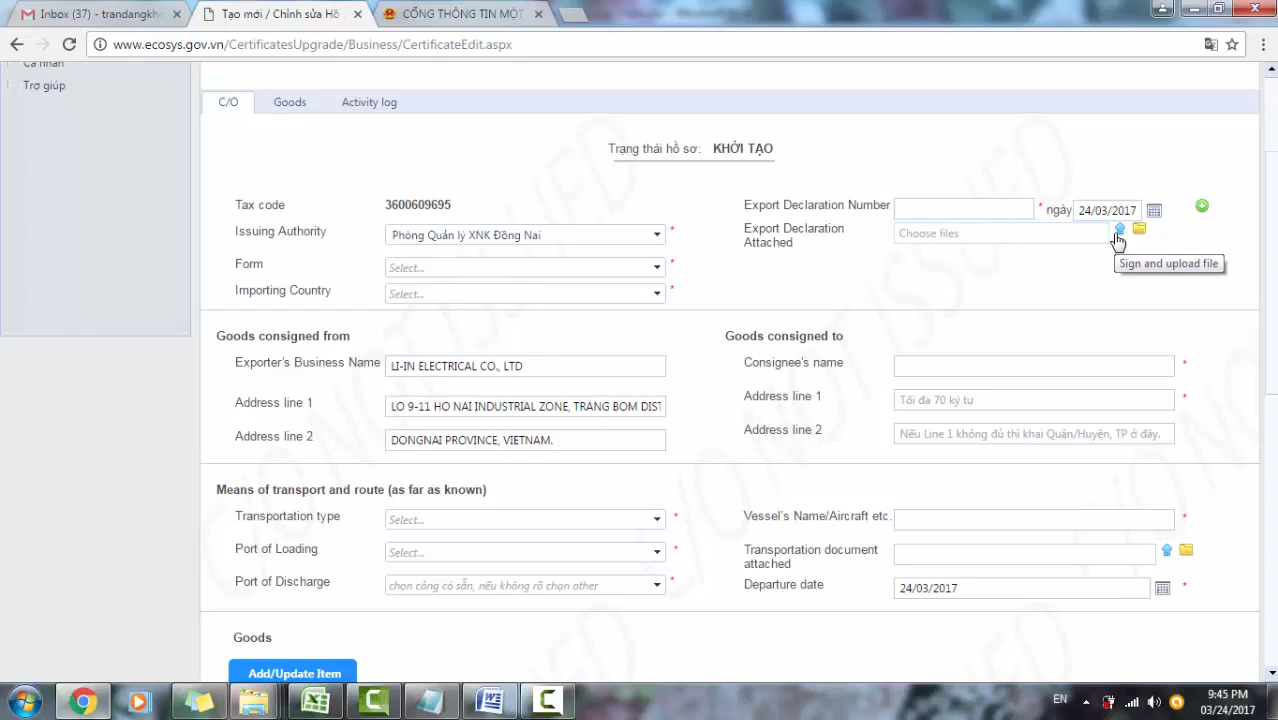 Inbox (37) - trandangkho
Tạo mới / Chỉnh sửa Hồ
CỔNG THÔNG TIN MỘT
www.ecosys.gov.vn/CertificatesUpgrade/Business/CertificateEdit.aspx
Cá nhân
Trợ giúp
C/O Goods Activity log
Trạng thái hồ sơ: KHỞI TẠO
Tax code 3600609695
Export Declaration Number * ngày 24/03/2017
Issuing Authority Phòng Quản lý XNK Đồng Nai *
Export Declaration Attached
Choose files
Sign and upload file
Form Select... *
Importing Country Select... *
Goods consigned from
Goods consigned to
Exporter's Business Name LI-IN ELECTRICAL CO., LTD
Consignee's name *
Address line 1 LO 9-11 HO NAI INDUSTRIAL ZONE, TRANG BOM DIST
Address line 1 Tối đa 70 ký tự *
Address line 2 DONGNAI PROVINCE, VIETNAM.
Address line 2 Nếu Line 1 không đủ thì khai Quận/Huyện, TP ở đây.
Means of transport and route (as far as known)
Transportation type Select... *
Vessel's Name/Aircraft etc. *
Port of Loading Select... *
Transportation document attached
Port of Discharge chọn cảng có sẵn, nếu không rõ chọn other *
Departure date 24/03/2017 *
Goods
Add/Update Item
C/O NOT ISSUED
EN
9:45 PM
03/24/2017